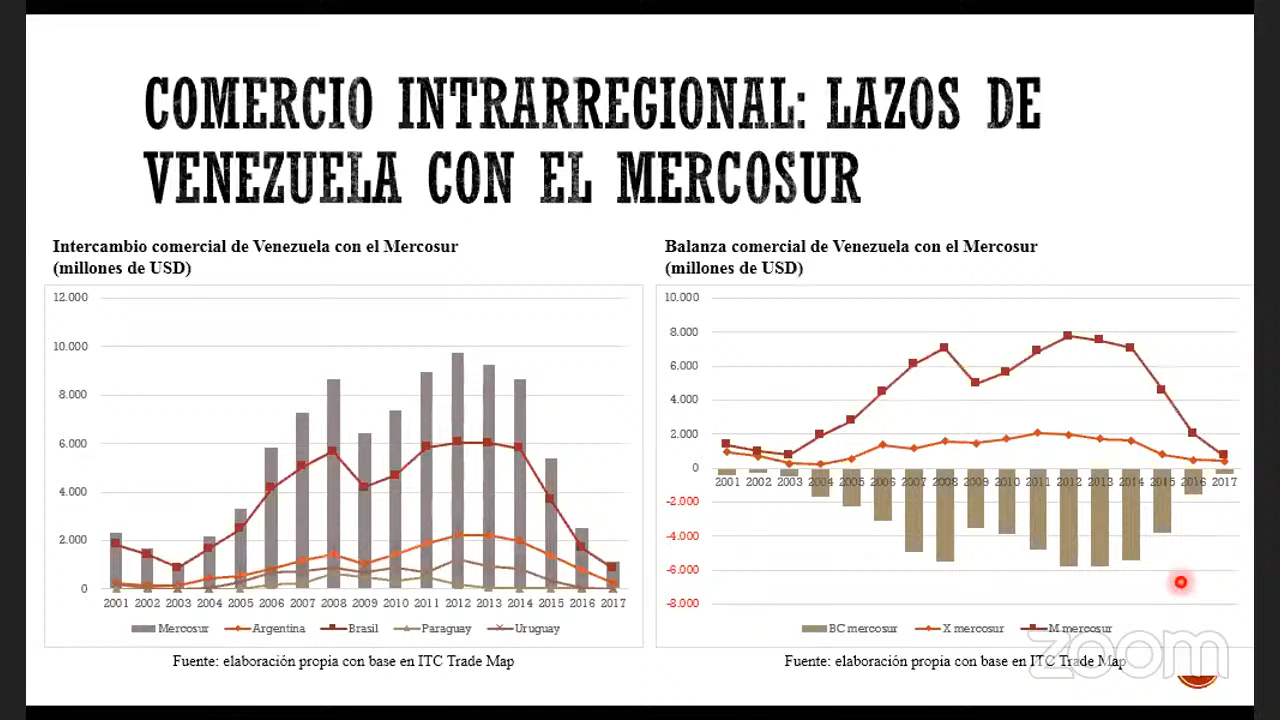 COMERCIO INTRARREGIONAL: LAZOS DE
VENEZUELA CON EL MERCOSUR
Intercambio comercial de Venezuela con el Mercosur
(millones de USD)
12.000
10.000
8.000
6.000
4.000
2.000
0
2001 2002 2003 2004 2005 2006 2007 2008 2009 2010 2011 2012 2013 2014 2015 2016 2017
Mercosur Argentina Brasil Paraguay Uruguay
Fuente: elaboración propia con base en ITC Trade Map
Balanza comercial de Venezuela con el Mercosur
(millones de USD)
10.000
8.000
6.000
4.000
2.000
0
2001 2002 2003 2004 2005 2006 2007 2008 2009 2010 2011 2012 2013 2014 2015 2016 2017
-2.000
-4.000
-6.000
-8.000
BC mercosur X mercosur M mercosur
Fuente: elaboración propia con base en ITC Trade Map
zoom